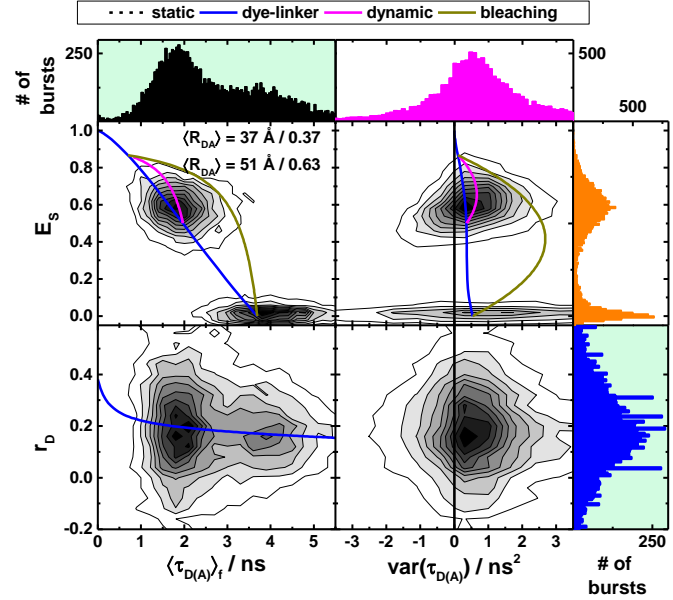 static dye-linker dynamic bleaching
250
# of
bursts
500
500
1.0
0.8
0.6
0.4
0.2
0.0
E_S
⟨R_DA⟩ = 37 Å / 0.37
⟨R_DA⟩ = 51 Å / 0.63
0.4
0.2
0.0
-0.2
r_D
0 1 2 3 4 5
-3 -2 -1 0 1 2 3
250
⟨τ_D(A)⟩_f / ns
var(τ_D(A)) / ns²
# of
bursts